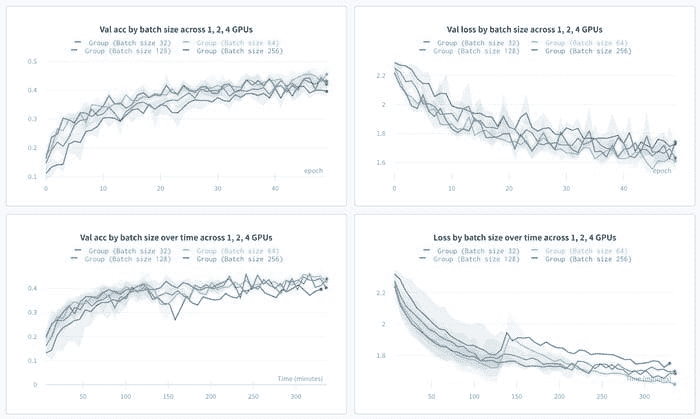 Val acc by batch size across 1, 2, 4 GPUs
Group (Batch size 32) Group (Batch size 64)
Group (Batch size 128) Group (Batch size 256)
0.5
0.4
0.3
0.2
0.1
epoch
0 10 20 30 40
Val loss by batch size across 1, 2, 4 GPUs
Group (Batch size 32) Group (Batch size 64)
Group (Batch size 128) Group (Batch size 256)
2.2
2
1.8
1.6
epoch
0 10 20 30 40
Val acc by batch size over time across 1, 2, 4 GPUs
Group (Batch size 32) Group (Batch size 64)
Group (Batch size 128) Group (Batch size 256)
0.4
0.3
0.2
0.1
0
Time (minutes)
50 100 150 200 250 300
Loss by batch size over time across 1, 2, 4 GPUs
Group (Batch size 32) Group (Batch size 64)
Group (Batch size 128) Group (Batch size 256)
2.2
2
1.8
Time (minutes)
50 100 150 200 250 300